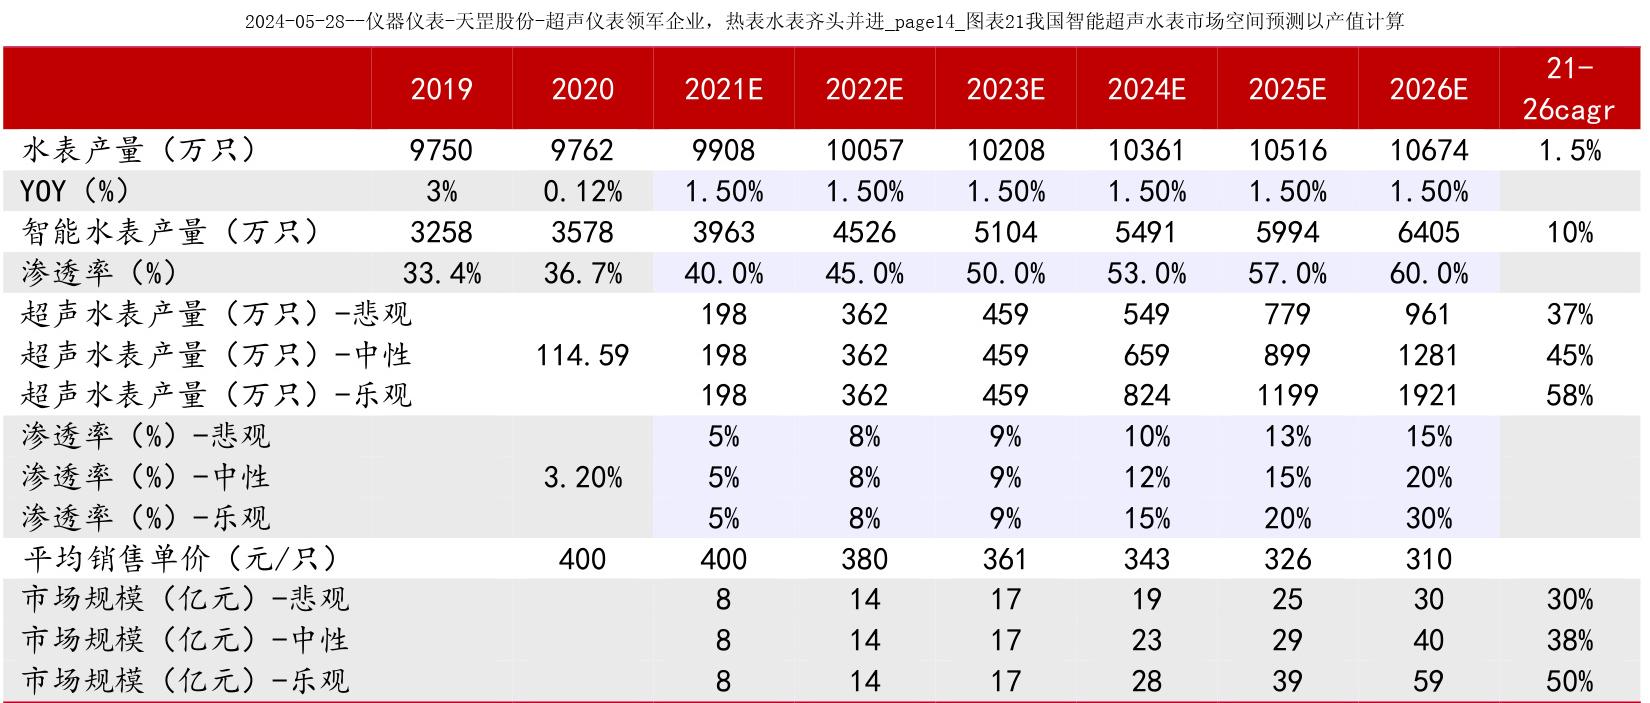 2024-05-28--仪器仪表-天罡股份-超声仪表领军企业，热表水表齐头并进_page14_图表21我国智能超声水表市场空间预测以产值计算
2019 2020 2021E 2022E 2023E 2024E 2025E 2026E 21-
26cagr
水表产量（万只） 9750 9762 9908 10057 10208 10361 10516 10674 1.5%
YOY（%） 3% 0.12% 1.50% 1.50% 1.50% 1.50% 1.50% 1.50%
智能水表产量（万只） 3258 3578 3963 4526 5104 5491 5994 6405 10%
渗透率（%） 33.4% 36.7% 40.0% 45.0% 50.0% 53.0% 57.0% 60.0%
超声水表产量（万只）-悲观 198 362 459 549 779 961 37%
超声水表产量（万只）-中性 114.59 198 362 459 659 899 1281 45%
超声水表产量（万只）-乐观 198 362 459 824 1199 1921 58%
渗透率（%）-悲观 5% 8% 9% 10% 13% 15%
渗透率（%）-中性 3.20% 5% 8% 9% 12% 15% 20%
渗透率（%）-乐观 5% 8% 9% 15% 20% 30%
平均销售单价（元/只） 400 400 380 361 343 326 310
市场规模（亿元）-悲观 8 14 17 19 25 30 30%
市场规模（亿元）-中性 8 14 17 23 29 40 38%
市场规模（亿元）-乐观 8 14 17 28 39 59 50%